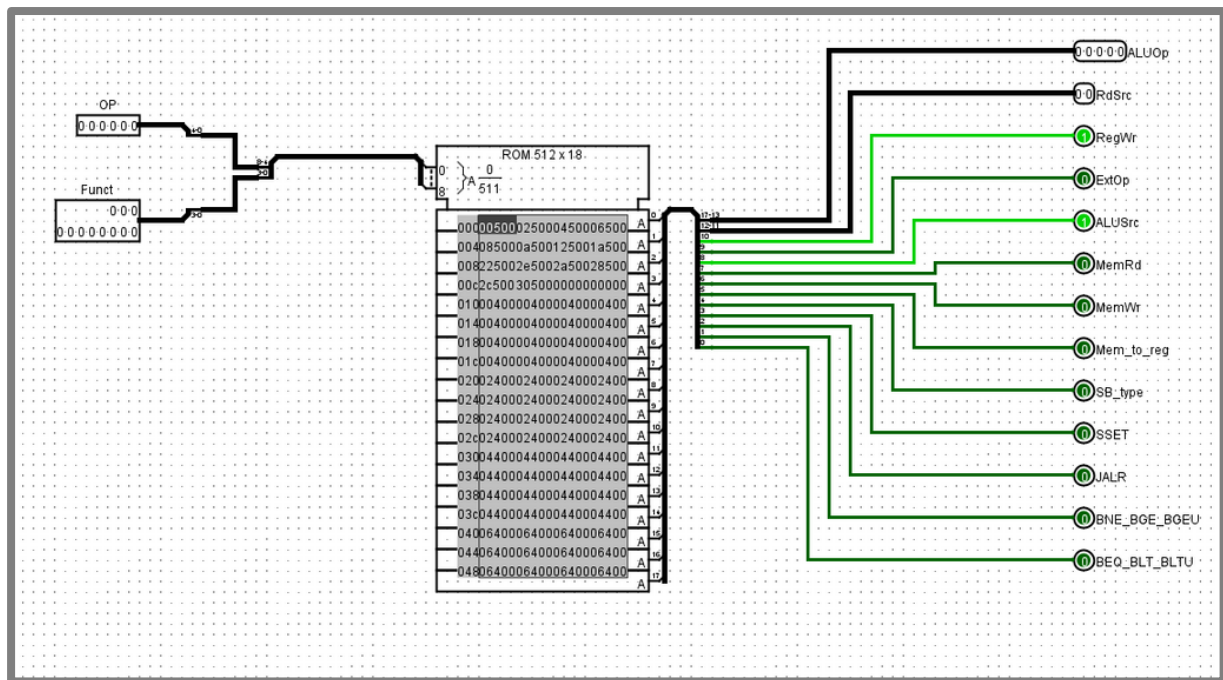 ALUOp
00000
RdSrc
00
OP
000000
RegWr
1
ROM 512 x 18
0
8
A
0
511
ExtOp
0
Funct
000
00000000
ALUSrc
1
MemRd
0
MemWr
0
Mem_to_reg
0
SB_type
0
SSET
0
JALR
0
BNE_BGE_BGEU
0
BEQ_BLT_BLTU
0
000 00500 02500 04500 06500
004 08500 0a500 12500 1a500
008 22500 2e500 2a500 28500
00c 2c500 30500 00000 00000
010 00400 00400 00400 00400
014 00400 00400 00400 00400
018 00400 00400 00400 00400
01c 00400 00400 00400 00400
020 02400 02400 02400 02400
024 02400 02400 02400 02400
028 02400 02400 02400 02400
02c 02400 02400 02400 02400
030 04400 04400 04400 04400
034 04400 04400 04400 04400
038 04400 04400 04400 04400
03c 04400 04400 04400 04400
040 06400 06400 06400 06400
044 06400 06400 06400 06400
048 06400 06400 06400 06400